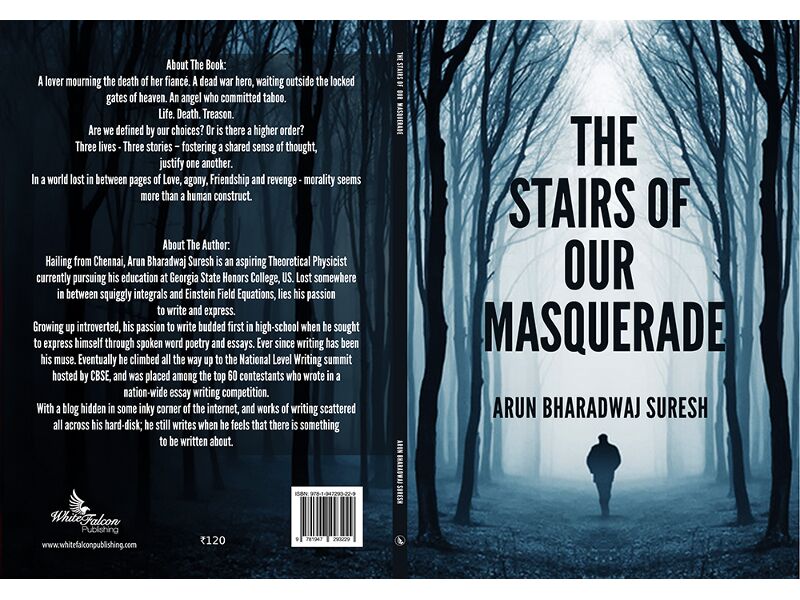 About The Book:
A lover mourning the death of her fiancé. A dead war hero, waiting outside the locked
gates of heaven. An angel who committed taboo.
Life. Death. Treason.
Are we defined by our choices? Or is there a higher order?
Three lives - Three stories – fostering a shared sense of thought,
justify one another.
In a world lost in between pages of Love, agony, Friendship and revenge - morality seems
more than a human construct.
About The Author:
Hailing from Chennai, Arun Bharadwaj Suresh is an aspiring Theoretical Physicist
currently pursuing his education at Georgia State Honors College, US. Lost somewhere
in between squiggly integrals and Einstein Field Equations, lies his passion
to write and express.
Growing up introverted, his passion to write budded first in high-school when he sought
to express himself through spoken word poetry and essays. Ever since writing has been
his muse. Eventually he climbed all the way up to the National Level Writing summit
hosted by CBSE, and was placed among the top 60 contestants who wrote in a
nation-wide essay writing competition.
With a blog hidden in some inky corner of the internet, and works of writing scattered
all across his hard-disk; he still writes when he feels that there is something
to be written about.
White Falcon
Publishing
www.whitefalconpublishing.com
₹120
ISBN: 978-1-947293-22-9
9 781947 293229
THE STAIRS OF OUR MASQUERADE
ARUN BHARADWAJ SURESH
THE
STAIRS OF
OUR
MASQUERADE
ARUN BHARADWAJ SURESH